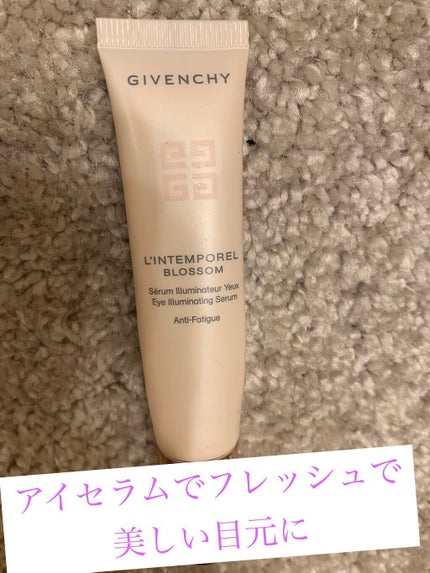 GIVENCHY
L'INTEMPOREL
BLOSSOM
Sérum Illuminateur Yeux
Eye Illuminating Serum
Anti-Fatigue
アイセラムでフレッシュで
美しい目元に